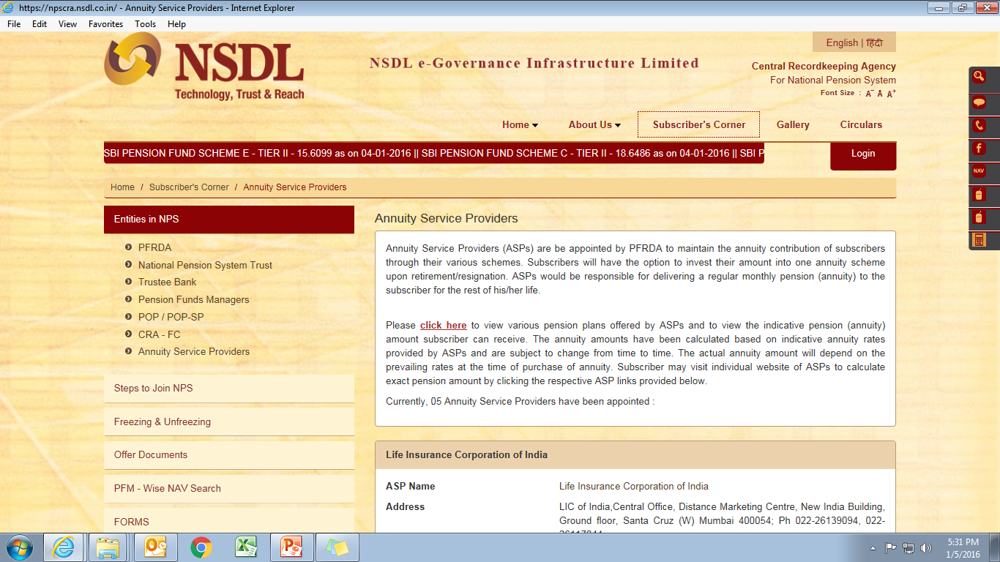 https://npscra.nsdl.co.in/ - Annuity Service Providers - Internet Explorer
File Edit View Favorites Tools Help
English | हिंदी
NSDL
Technology, Trust & Reach
NSDL e-Governance Infrastructure Limited
Central Recordkeeping Agency
For National Pension System
Font Size : A- A A+
Home About Us Subscriber's Corner Gallery Circulars
SBI PENSION FUND SCHEME E - TIER II - 15.6099 as on 04-01-2016 || SBI PENSION FUND SCHEME C - TIER II - 18.6486 as on 04-01-2016 || SBI P
Login
NAV
Home / Subscriber's Corner / Annuity Service Providers
Entities in NPS
PFRDA
National Pension System Trust
Trustee Bank
Pension Funds Managers
POP / POP-SP
CRA - FC
Annuity Service Providers
Steps to Join NPS
Freezing & Unfreezing
Offer Documents
PFM - Wise NAV Search
FORMS
Annuity Service Providers
Annuity Service Providers (ASPs) are be appointed by PFRDA to maintain the annuity contribution of subscribers
through their various schemes. Subscribers will have the option to invest their amount into one annuity scheme
upon retirement/resignation. ASPs would be responsible for delivering a regular monthly pension (annuity) to the
subscriber for the rest of his/her life.
Please click here to view various pension plans offered by ASPs and to view the indicative pension (annuity)
amount subscriber can receive. The annuity amounts have been calculated based on indicative annuity rates
provided by ASPs and are subject to change from time to time. The actual annuity amount will depend on the
prevailing rates at the time of purchase of annuity. Subscriber may visit individual website of ASPs to calculate
exact pension amount by clicking the respective ASP links provided below.
Currently, 05 Annuity Service Providers have been appointed :
Life Insurance Corporation of India
ASP Name Life Insurance Corporation of India
Address LIC of India,Central Office, Distance Marketing Centre, New India Building,
Ground floor, Santa Cruz (W) Mumbai 400054; Ph 022-26139094, 022-
5:31 PM
1/5/2016